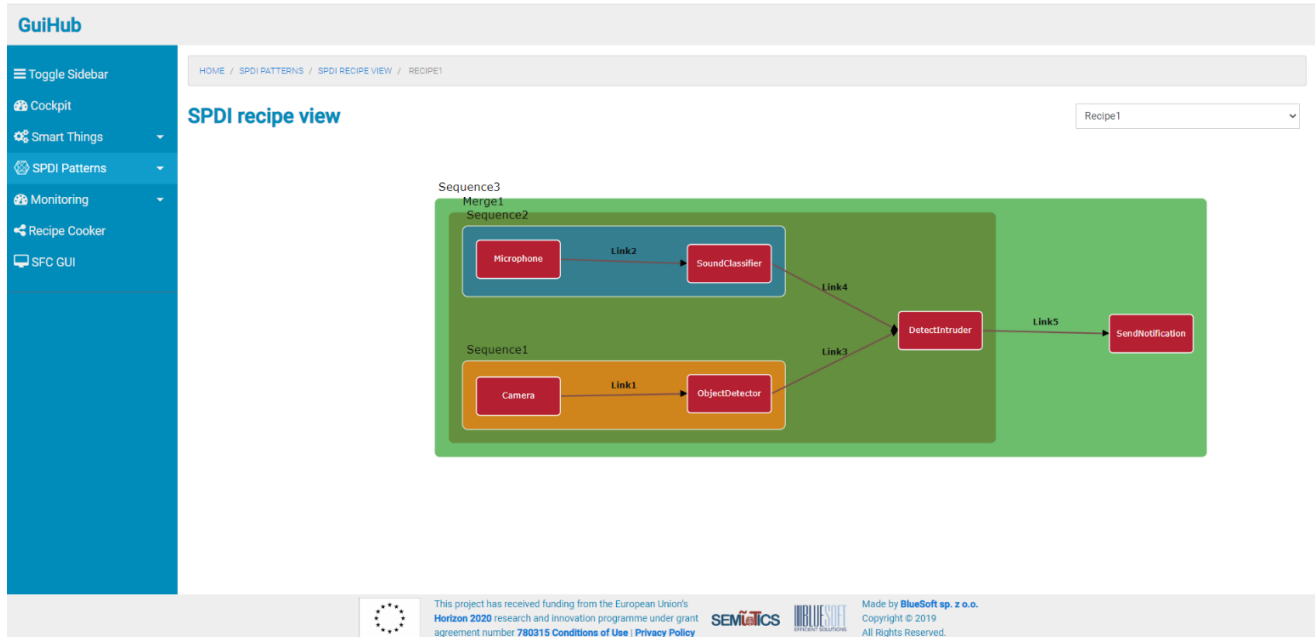 GuiHub
Toggle Sidebar
Cockpit
Smart Things
SPDI Patterns
Monitoring
Recipe Cooker
SFC GUI
HOME / SPDI PATTERNS / SPDI RECIPE VIEW / RECIPE1
SPDI recipe view
Recipe1
Sequence3
Merge1
Sequence2
Microphone
Link2
SoundClassifier
Link4
DetectIntruder
Link5
SendNotification
Link3
Sequence1
Camera
Link1
ObjectDetector
This project has received funding from the European Union's
Horizon 2020 research and innovation programme under grant
agreement number 780315 Conditions of Use | Privacy Policy
SEMIoTICS
BLUESOFT
EFFICIENT SOLUTIONS
Made by BlueSoft sp. z o.o.
Copyright © 2019
All Rights Reserved.